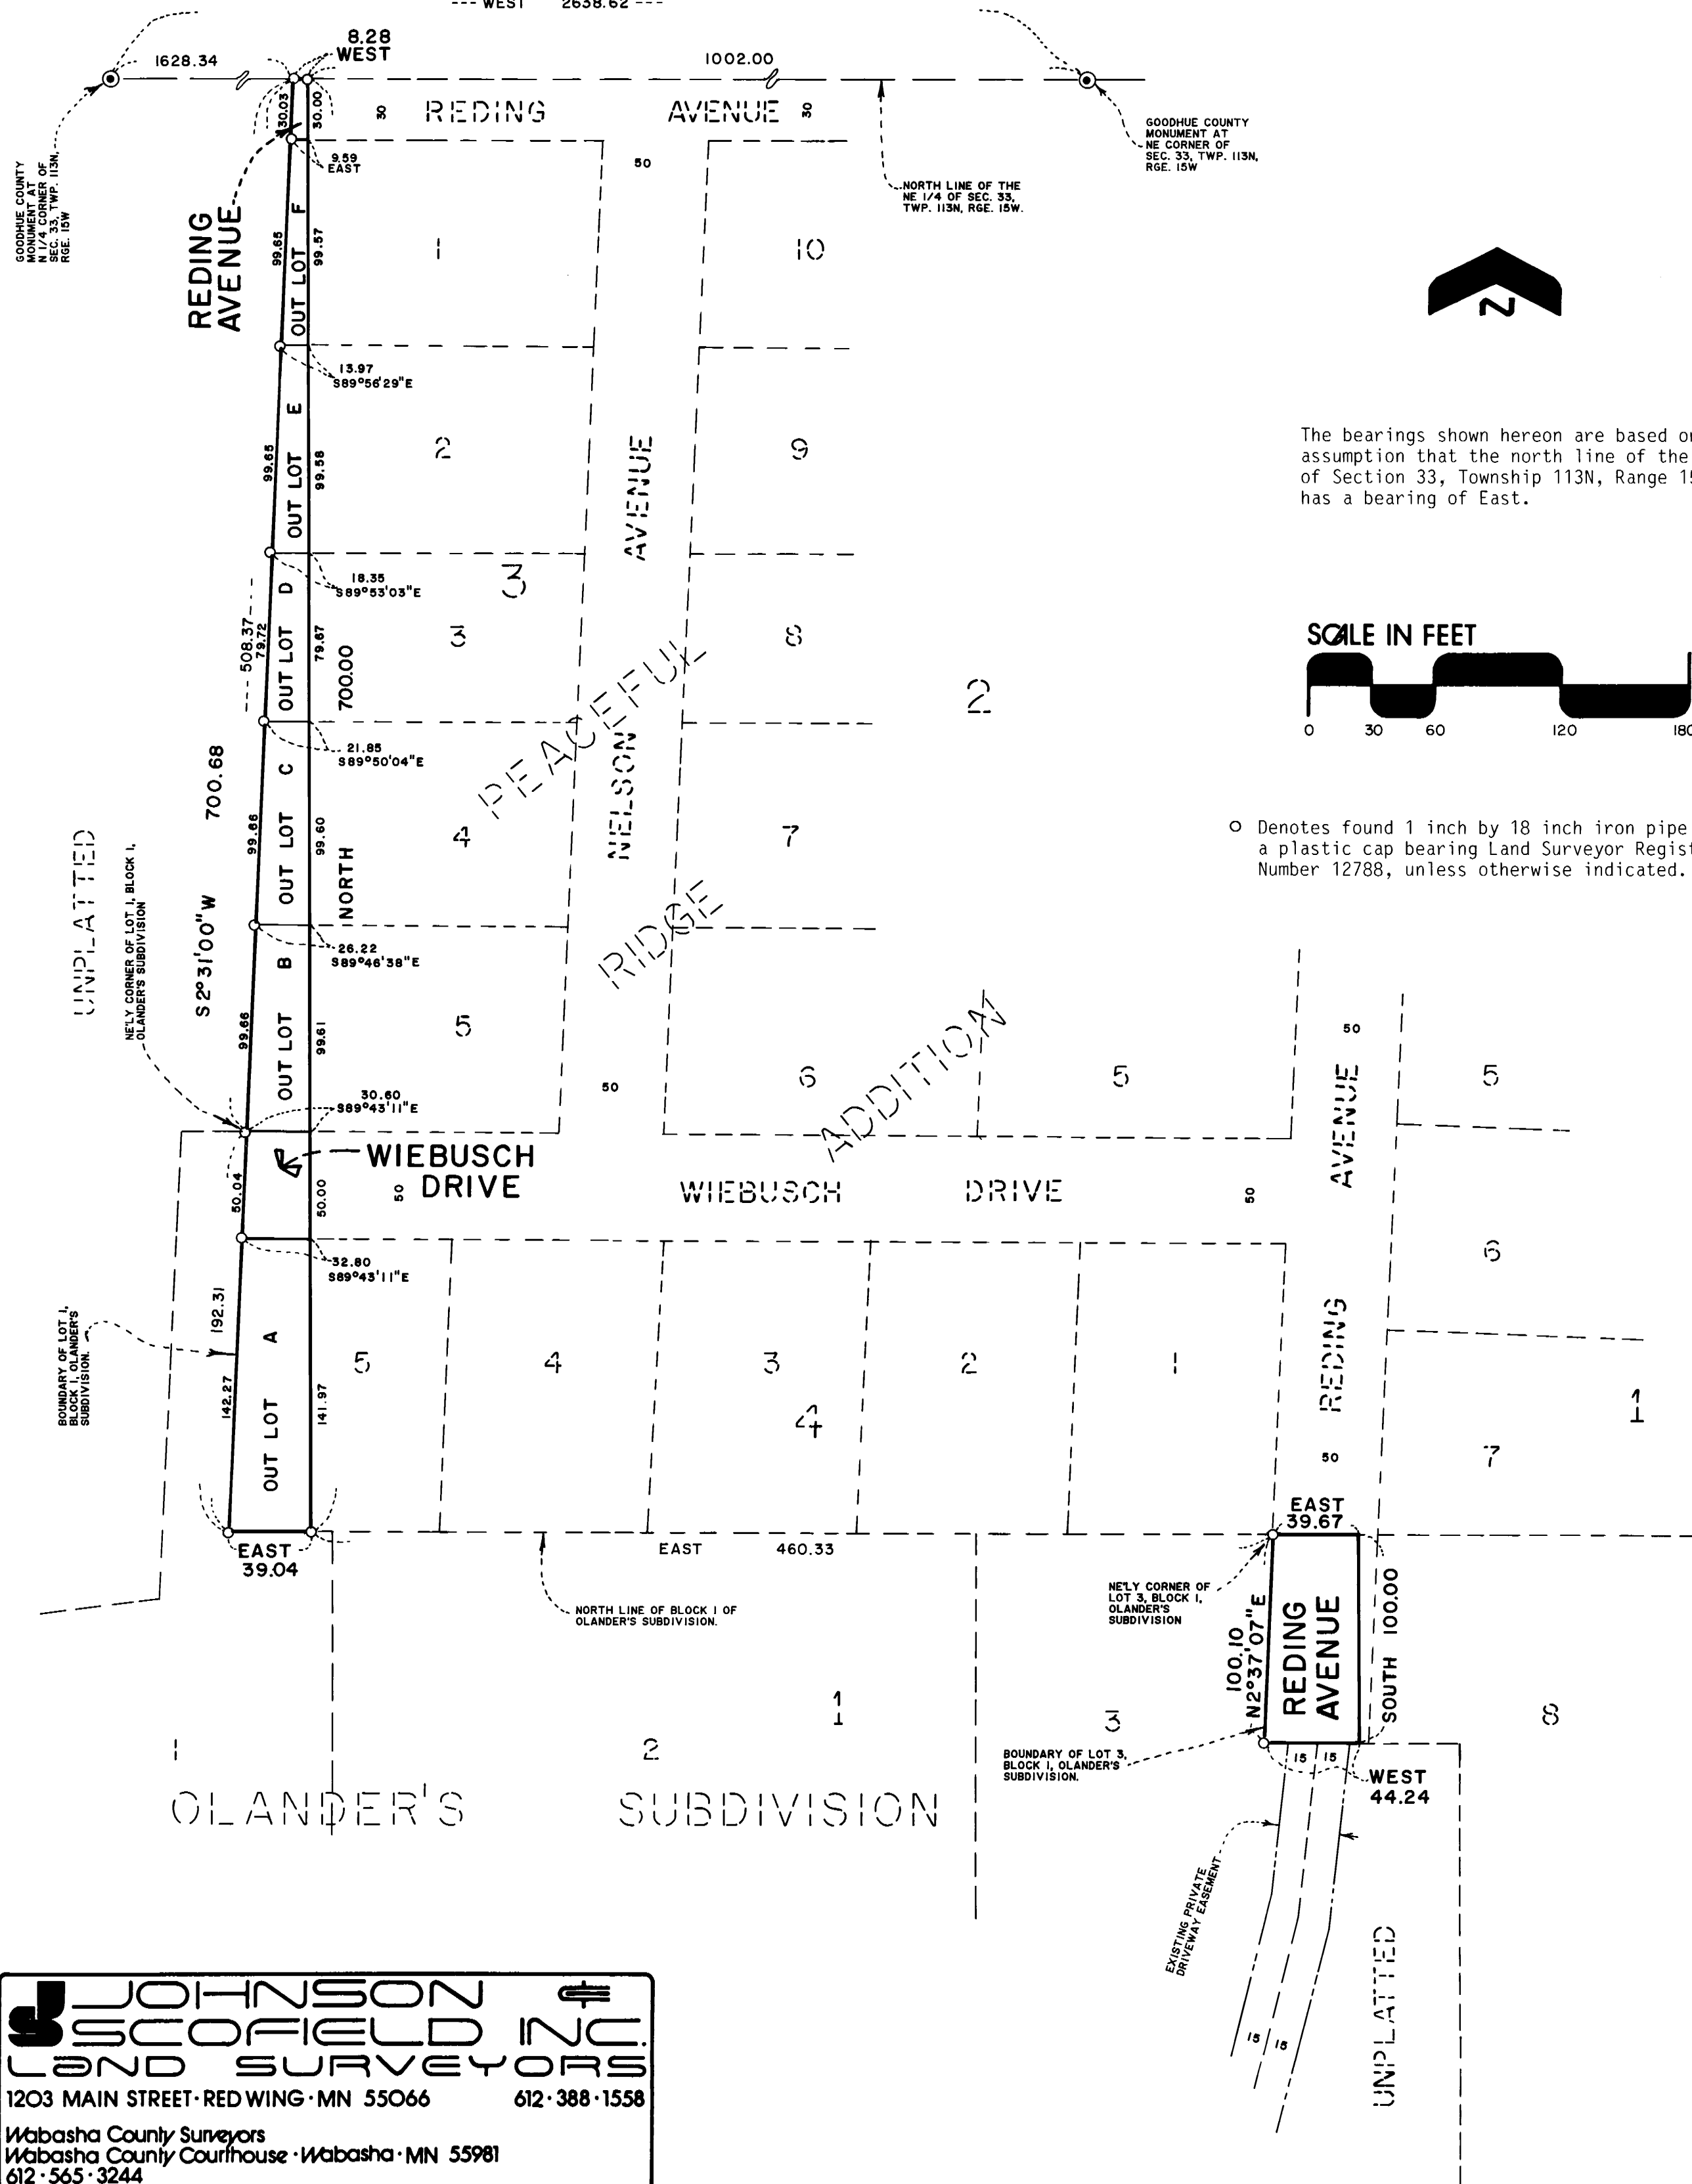 --- WEST 2638.62 ---
1628.34
8.28
WEST
1002.00
30.03
30.00
30
REDING AVENUE
30
GOODHUE COUNTY
MONUMENT AT
N 1/4 CORNER OF
SEC. 33, TWP. 113N,
RGE. 15W
GOODHUE COUNTY
MONUMENT AT
NE CORNER OF
SEC. 33, TWP. 113N,
RGE. 15W
9.59
EAST
50
NORTH LINE OF THE
NE 1/4 OF SEC. 33,
TWP. 113N, RGE. 15W.
REDING
AVENUE
99.65
OUT LOT F
99.57
1
10
N
13.97
S89°56'29"E
99.65
OUT LOT E
99.58
2
AVENUE
9
The bearings shown hereon are based on
assumption that the north line of the
of Section 33, Township 113N, Range 15
has a bearing of East.
18.35
S89°53'03"E
3
508.37
79.72
OUT LOT D
79.67
700.00
3
8
PEACEFUL
2
SCALE IN FEET
0 30 60 120 180
21.85
S89°50'04"E
700.68
99.66
OUT LOT C
99.60
NORTH
4
NELSON
7
Denotes found 1 inch by 18 inch iron pipe
a plastic cap bearing Land Surveyor Regist
Number 12788, unless otherwise indicated.
UNPLATTED
NE'LY CORNER OF LOT 1, BLOCK 1,
OLANDER'S SUBDIVISION
S 2°31'00" W
26.22
S89°46'38"E
RIDGE
99.66
OUT LOT B
99.61
5
50
6
ADDITION
5
50
AVENUE
5
30.60
S89°43'11"E
50.04
WIEBUSCH
DRIVE
50.00
50
WIEBUSCH DRIVE
50
32.80
S89°43'11"E
6
BOUNDARY OF LOT 1,
BLOCK 1, OLANDER'S
SUBDIVISION.
192.31
142.27
OUT LOT A
141.97
5
4
3
2
1
4
REDING
1
50
7
EAST
39.04
EAST 460.33
EAST
39.67
NORTH LINE OF BLOCK 1 OF
OLANDER'S SUBDIVISION.
NE'LY CORNER OF
LOT 3, BLOCK 1,
OLANDER'S
SUBDIVISION
100.10
N2°37'07"E
REDING
AVENUE
SOUTH 100.00
1
1
2
3
8
BOUNDARY OF LOT 3,
BLOCK 1, OLANDER'S
SUBDIVISION.
15 15
WEST
44.24
OLANDER'S SUBDIVISION
EXISTING PRIVATE
DRIVEWAY EASEMENT
15 15
UNPLATTED
JOHNSON &
SCOFIELD INC.
LAND SURVEYORS
1203 MAIN STREET · RED WING · MN 55066 612 · 388 · 1558
Wabasha County Surveyors
Wabasha County Courthouse · Wabasha · MN 55981
612 · 565 · 3244